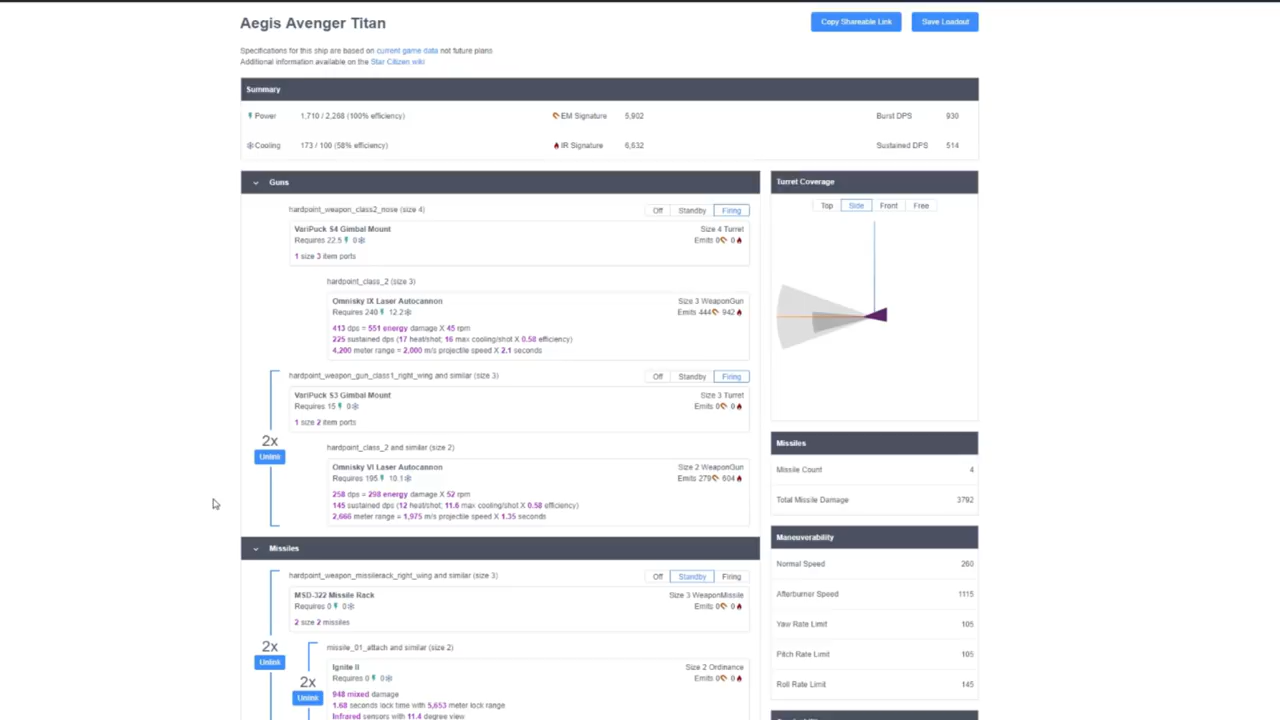 Aegis Avenger Titan
Copy Shareable Link
Save Loadout
Specifications for this ship are based on current game data not future plans
Additional information available on the Star Citizen wiki
Summary
Power 1,710 / 2,268 (100% efficiency)
EM Signature 5,902
Burst DPS 930
Cooling 173 / 100 (58% efficiency)
IR Signature 6,632
Sustained DPS 514
Guns
hardpoint_weapon_class2_nose (size 4)
Off Standby Firing
VariPuck S4 Gimbal Mount Size 4 Turret
Requires 22.5 0 Emits 0 0
1 size 3 item ports
hardpoint_class_2 (size 3)
Omnisky IX Laser Autocannon Size 3 WeaponGun
Requires 240 12.2 Emits 444 942
413 dps = 551 energy damage X 45 rpm
225 sustained dps (17 heat/shot; 16 max cooling/shot X 0.58 efficiency)
4,200 meter range = 2,000 m/s projectile speed X 2.1 seconds
hardpoint_weapon_gun_class1_right_wing and similar (size 3)
Off Standby Firing
VariPuck S3 Gimbal Mount Size 3 Turret
Requires 15 0 Emits 0 0
1 size 2 item ports
2x
Unlink
hardpoint_class_2 and similar (size 2)
Omnisky VI Laser Autocannon Size 2 WeaponGun
Requires 195 10.1 Emits 279 604
258 dps = 298 energy damage X 52 rpm
145 sustained dps (12 heat/shot; 11.6 max cooling/shot X 0.58 efficiency)
2,666 meter range = 1,975 m/s projectile speed X 1.35 seconds
Missiles
hardpoint_weapon_missilerack_right_wing and similar (size 3)
Off Standby Firing
MSD-322 Missile Rack Size 3 WeaponMissile
Requires 0 0 Emits 0 0
2 size 2 missiles
2x
Unlink
missile_01_attach and similar (size 2)
Ignite II Size 2 Ordinance
Requires 0 0 Emits 0 0
2x
Unlink
948 mixed damage
1.68 seconds lock time with 5,653 meter lock range
Infrared sensors with 11.4 degree view
Turret Coverage
Top Side Front Free
Missiles
Missile Count 4
Total Missile Damage 3792
Maneuverability
Normal Speed 260
Afterburner Speed 1115
Yaw Rate Limit 105
Pitch Rate Limit 105
Roll Rate Limit 145